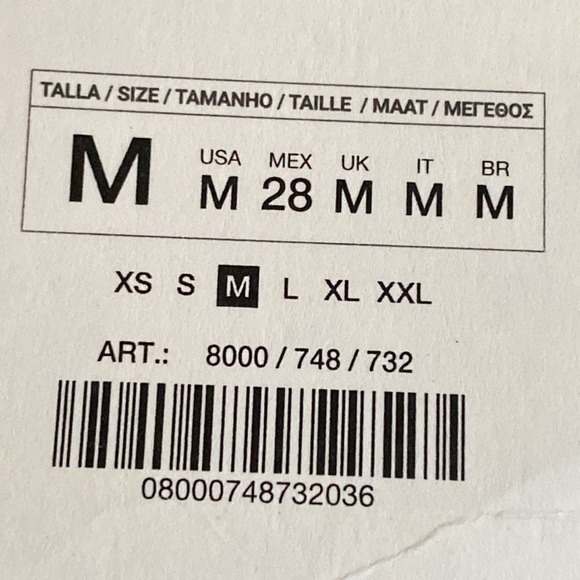 TALLA / SIZE / TAMANHO / TAILLE / MAAT / ΜΕΓΕΘΟΣ
M
USA MEX UK IT BR
M 28 M M M
XS S M L XL XXL
ART.: 8000 / 748 / 732
08000748732036